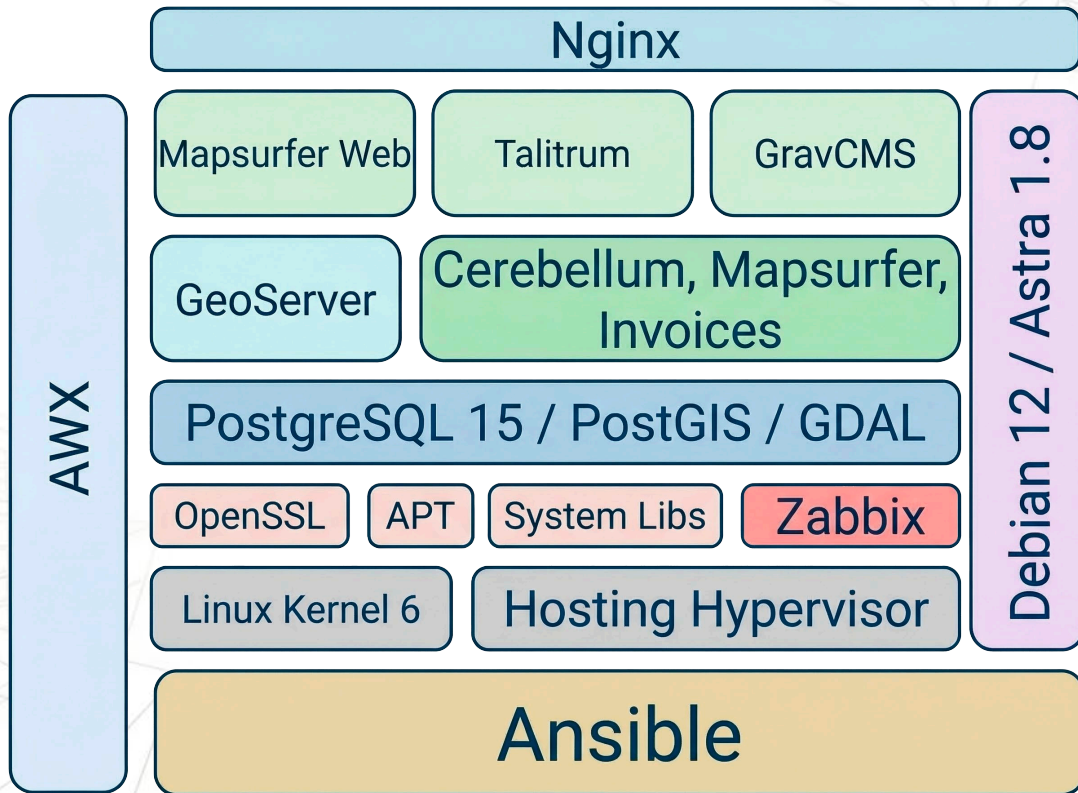 Nginx
AWX
Mapsurfer Web
Talitrum
GravCMS
Debian 12 / Astra 1.8
GeoServer
Cerebellum, Mapsurfer,
Invoices
PostgreSQL 15 / PostGIS / GDAL
OpenSSL
APT
System Libs
Zabbix
Linux Kernel 6
Hosting Hypervisor
Ansible